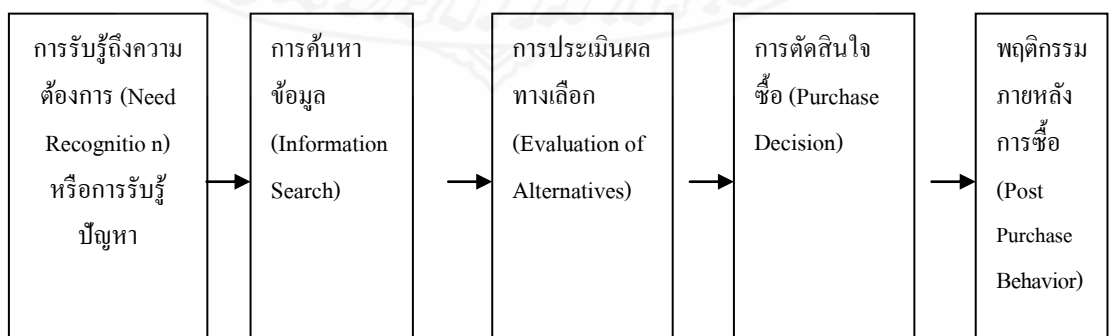 การรับรู้ถึงความ
ต้องการ (Need
Recognitio n)
หรือการรับรู้
ปัญหา
การค้นหา
ข้อมูล
(Information
Search)
การประเมินผล
ทางเลือก
(Evaluation of
Alternatives)
การตัดสินใจ
ซื้อ (Purchase
Decision)
พฤติกรรม
ภายหลัง
การซื้อ
(Post
Purchase
Behavior)